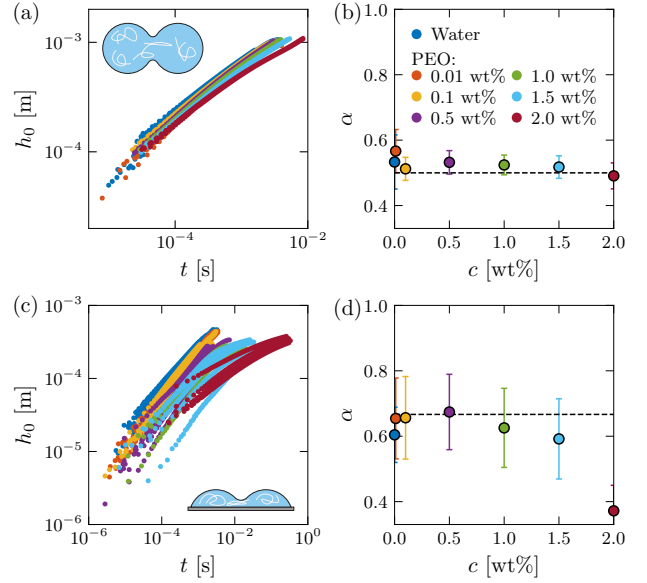 (a)
10⁻³
10⁻⁴
h₀ [m]
10⁻⁴
10⁻²
t [s]
(b)
1.0
0.8
0.6
0.4
α
Water
PEO:
0.01 wt%
1.0 wt%
0.1 wt%
1.5 wt%
0.5 wt%
2.0 wt%
0.0
0.5
1.0
1.5
2.0
c [wt%]
(c)
10⁻³
10⁻⁴
10⁻⁵
10⁻⁶
h₀ [m]
10⁻⁶
10⁻⁴
10⁻²
10⁰
t [s]
(d)
1.0
0.8
0.6
0.4
α
0.0
0.5
1.0
1.5
2.0
c [wt%]